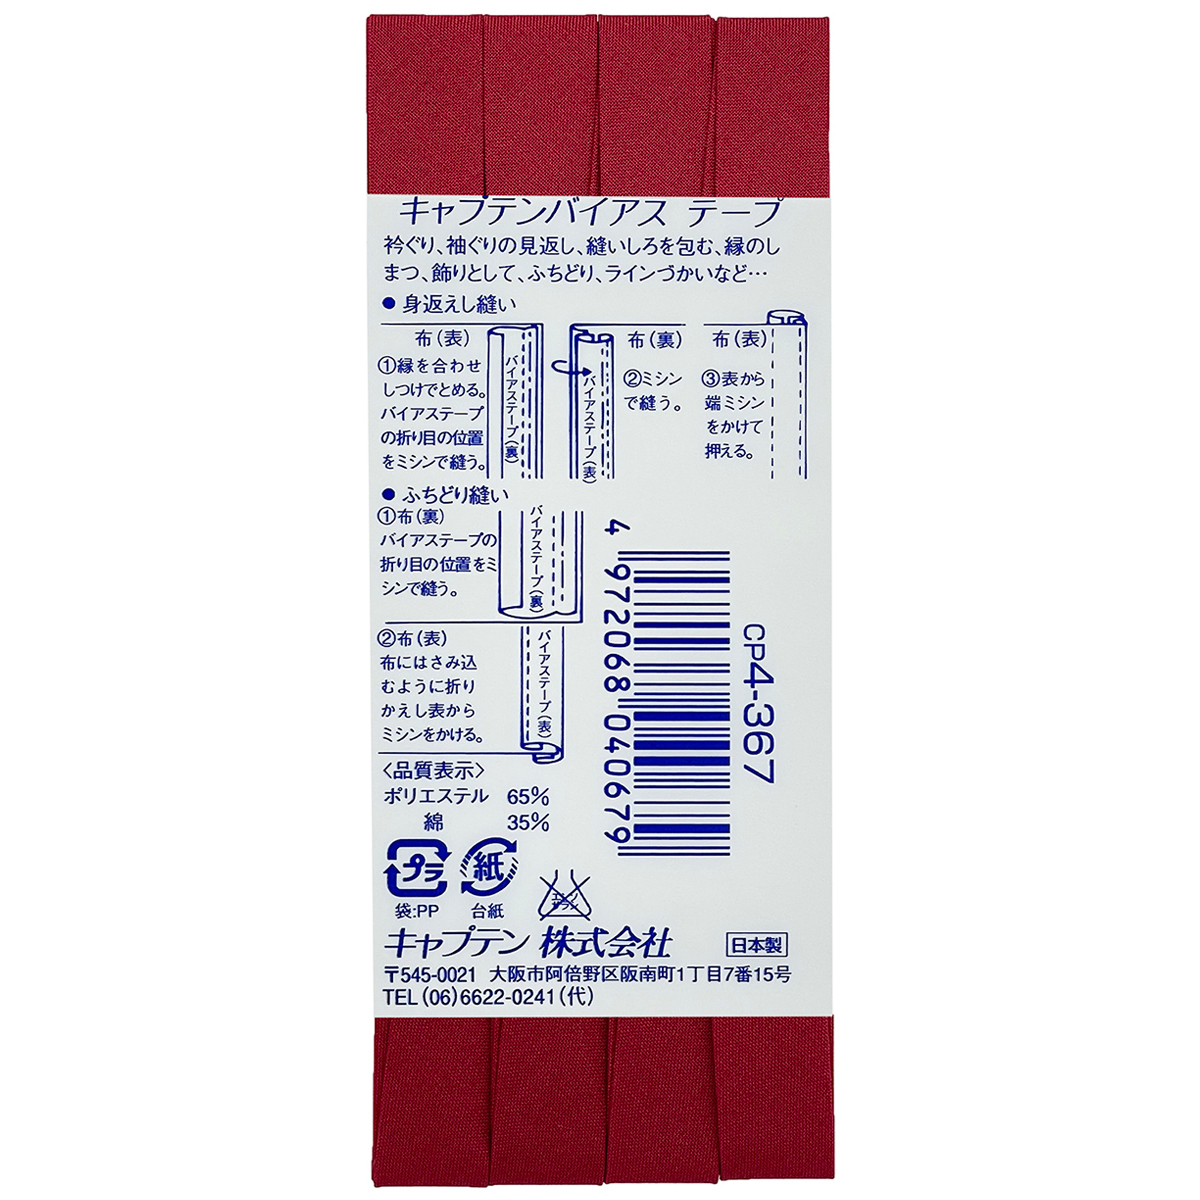 キャプテンバイアス テープ
衿ぐり、袖ぐりの見返し、縫いしろを包む、縁のし
まつ、飾りとして、ふちどり、ラインづかいなど…
● 身返えし縫い
布(表)
①縁を合わせ
しつけでとめる。
バイアステープ
の折り目の位置
をミシンで縫う。
バイアステープ(裏)
布(裏)
②ミシン
で縫う。
バイアステープ(表)
布(表)
③表から
端ミシン
をかけて
押える。
● ふちどり縫い
①布(裏)
バイアステープの
折り目の位置をミ
シンで縫う。
バイアステープ(裏)
②布(表)
布にはさみ込
むように折り
かえし表から
ミシンをかける。
バイアステープ(表)
4 972068 040679
CP4-367
〈品質表示〉
ポリエステル 65%
綿 35%
プラ
袋:PP
紙
台紙
エンソ
サラシ
キャプテン 株式会社
日本製
〒545-0021 大阪市阿倍野区阪南町1丁目7番15号
TEL(06)6622-0241(代)